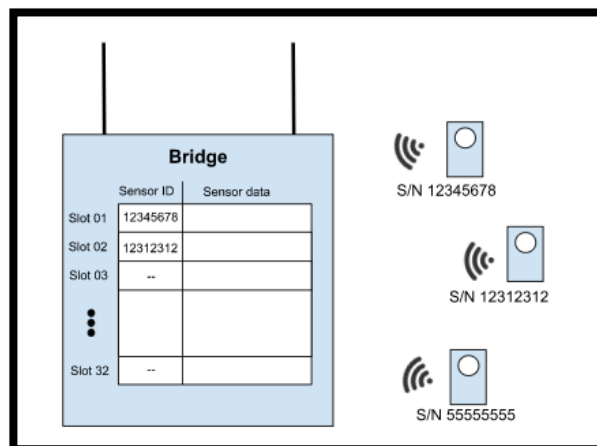 Bridge
Sensor ID Sensor data
Slot 01 12345678
Slot 02 12312312
Slot 03 --
Slot 32 --
S/N 12345678
S/N 12312312
S/N 55555555